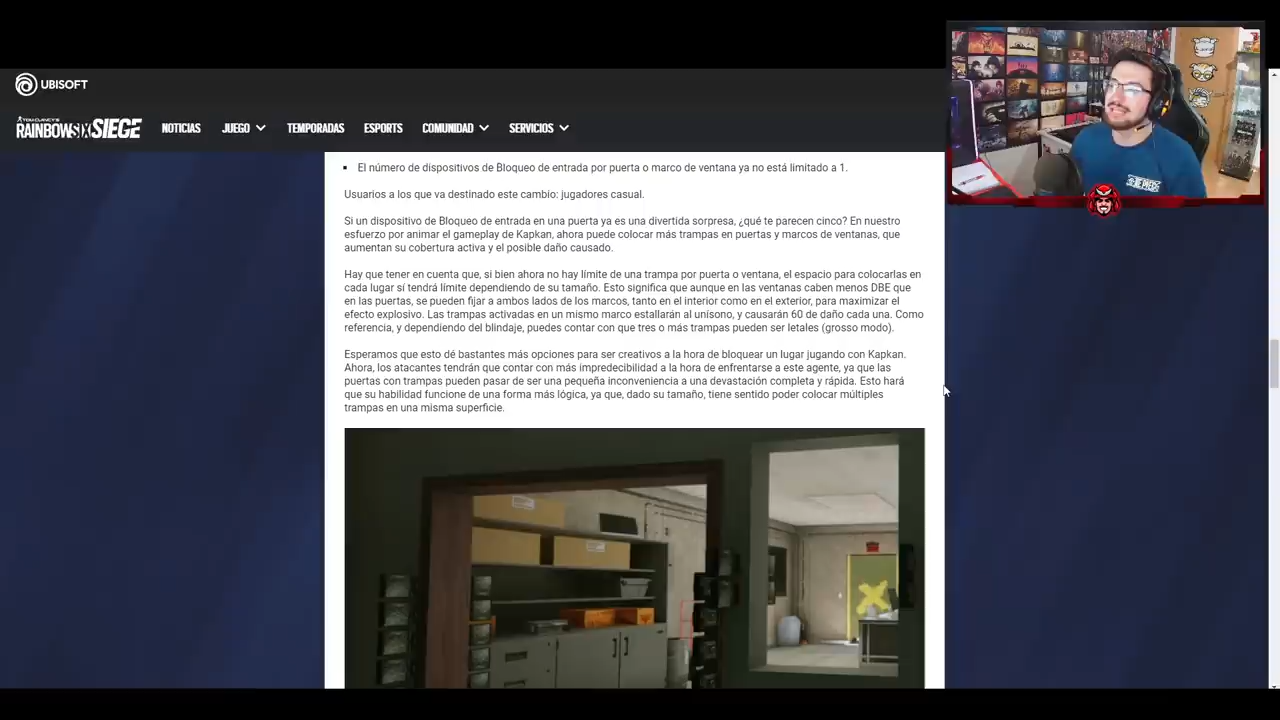 UBISOFT
TOM CLANCY'S
RAINBOWSIX SIEGE
NOTICIAS
JUEGO
TEMPORADAS
ESPORTS
COMUNIDAD
SERVICIOS
El número de dispositivos de Bloqueo de entrada por puerta o marco de ventana ya no está limitado a 1.
Usuarios a los que va destinado este cambio: jugadores casual.
Si un dispositivo de Bloqueo de entrada en una puerta ya es una divertida sorpresa, ¿qué te parecen cinco? En nuestro
esfuerzo por animar el gameplay de Kapkan, ahora puede colocar más trampas en puertas y marcos de ventanas, que
aumentan su cobertura activa y el posible daño causado.
Hay que tener en cuenta que, si bien ahora no hay límite de una trampa por puerta o ventana, el espacio para colocarlas en
cada lugar sí tendrá límite dependiendo de su tamaño. Esto significa que aunque en las ventanas caben menos DBE que
en las puertas, se pueden fijar a ambos lados de los marcos, tanto en el interior como en el exterior, para maximizar el
efecto explosivo. Las trampas activadas en un mismo marco estallarán al unísono, y causarán 60 de daño cada una. Como
referencia, y dependiendo del blindaje, puedes contar con que tres o más trampas pueden ser letales (grosso modo).
Esperamos que esto dé bastantes más opciones para ser creativos a la hora de bloquear un lugar jugando con Kapkan.
Ahora, los atacantes tendrán que contar con más impredecibilidad a la hora de enfrentarse a este agente, ya que las
puertas con trampas pueden pasar de ser una pequeña inconveniencia a una devastación completa y rápida. Esto hará
que su habilidad funcione de una forma más lógica, ya que, dado su tamaño, tiene sentido poder colocar múltiples
trampas en una misma superficie.